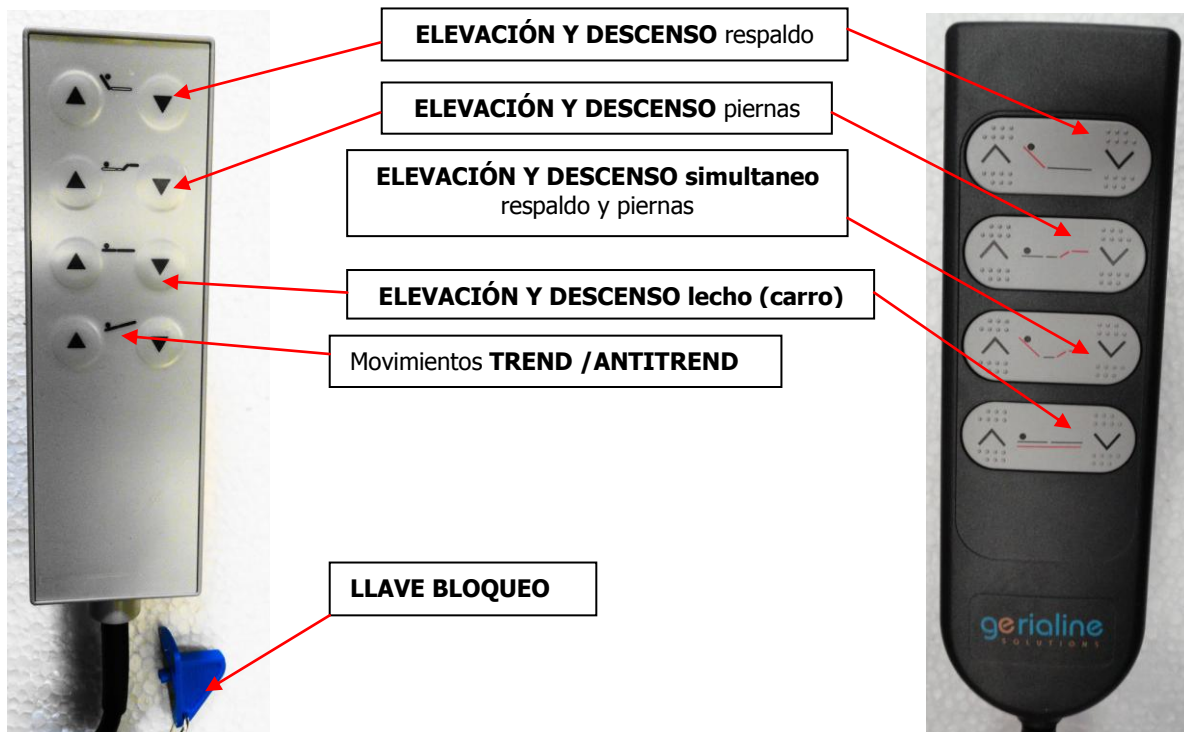 ELEVACIÓN Y DESCENSO respaldo
ELEVACIÓN Y DESCENSO piernas
ELEVACIÓN Y DESCENSO simultaneo
respaldo y piernas
ELEVACIÓN Y DESCENSO lecho (carro)
Movimientos TREND /ANTITREND
LLAVE BLOQUEO
gerialine
SOLUTIONS